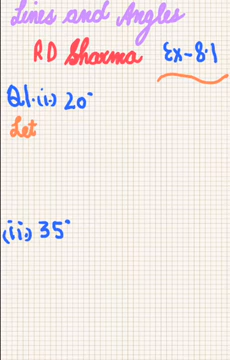 Lines and Angles
RD Sharma Ex-8.1
Q1.(i.) 20°
Let
(ii.) 35°